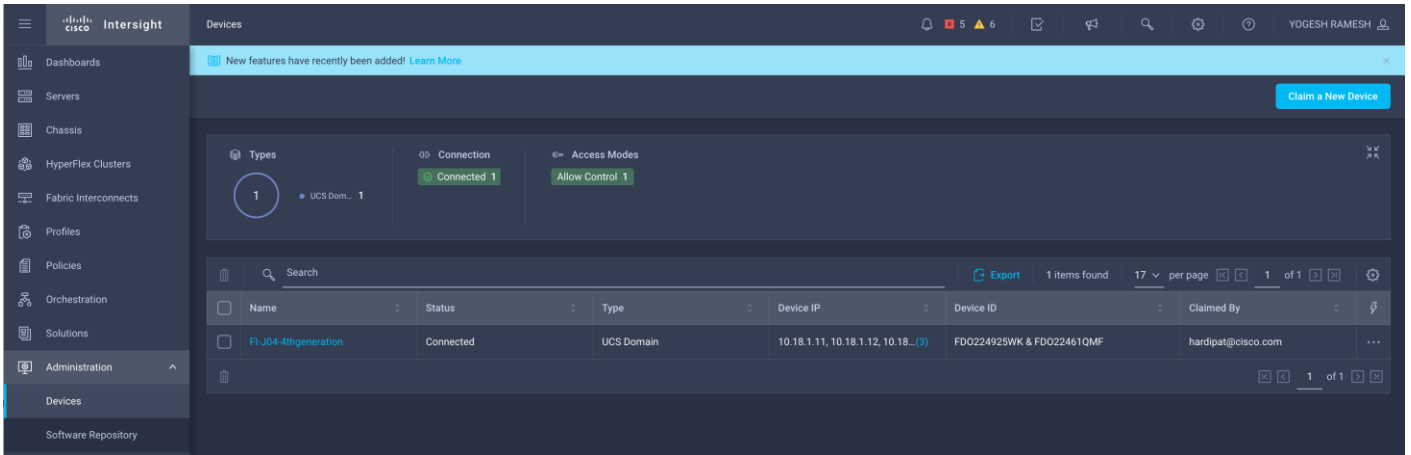 cisco Intersight
Devices
5 6
YOGESH RAMESH
Dashboards
Servers
Chassis
HyperFlex Clusters
Fabric Interconnects
Profiles
Policies
Orchestration
Solutions
Administration
Devices
Software Repository
New features have recently been added! Learn More
Claim a New Device
Types
1
UCS Dom... 1
Connection
Connected 1
Access Modes
Allow Control 1
Search
Export 1 items found 17 per page 1 of 1
Name Status Type Device IP Device ID Claimed By
FI-J04-4thgeneration Connected UCS Domain 10.18.1.11, 10.18.1.12, 10.18...(3) FDO224925WK & FDO22461QMF hardipat@cisco.com ...
1 of 1